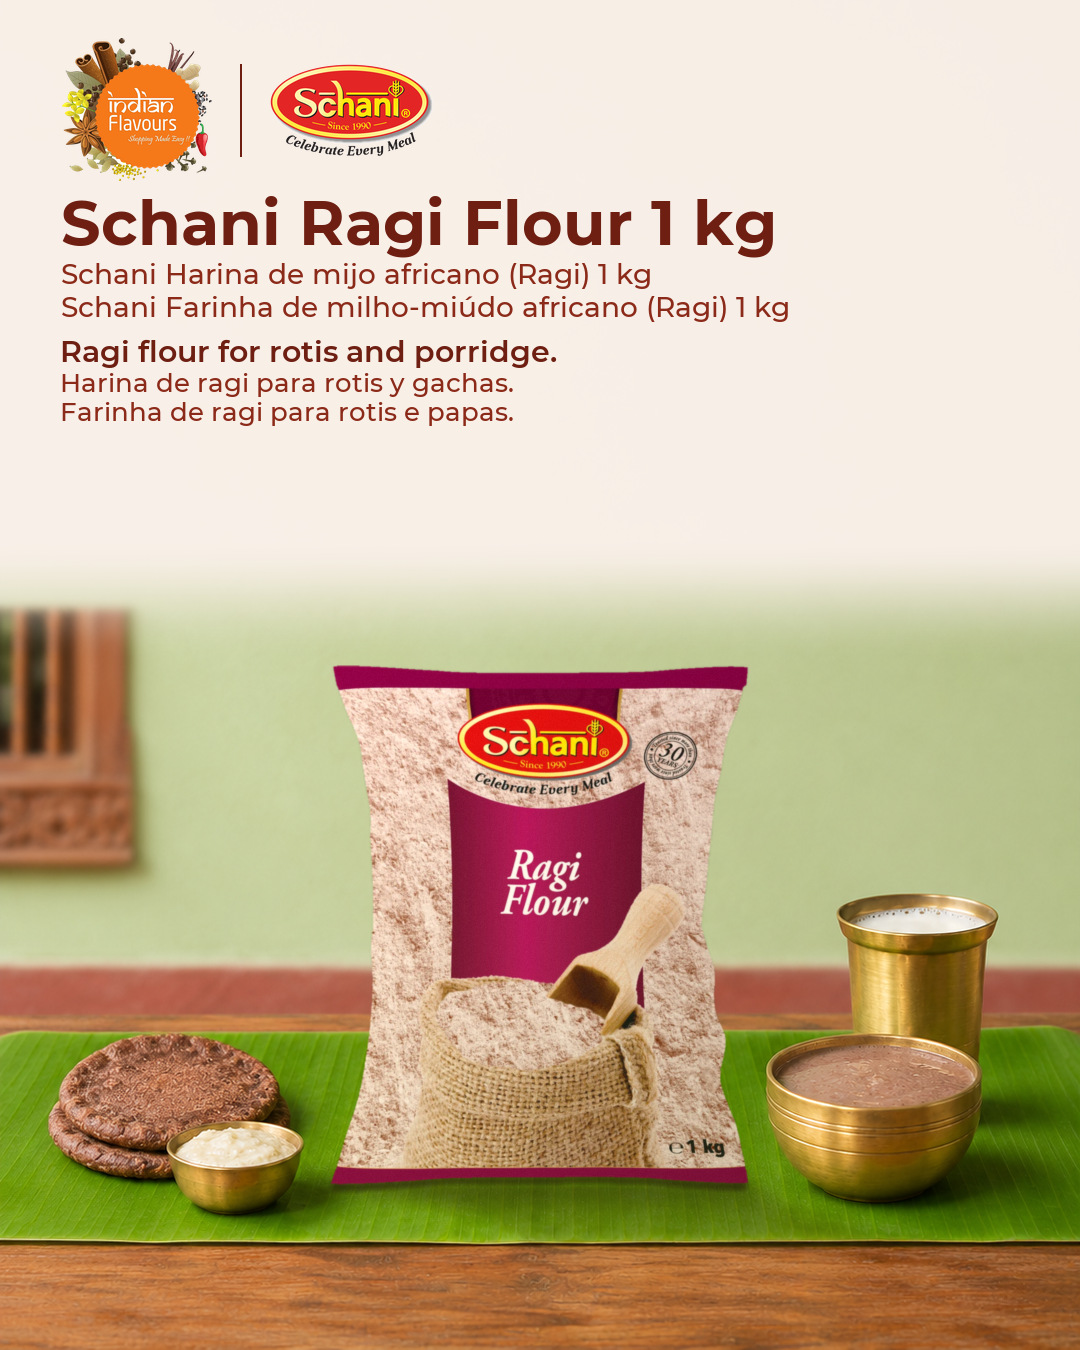 indian
Flavours
Shopping Made Easy !!
Schani®
Since 1990
Celebrate Every Meal
Schani Ragi Flour 1 kg
Schani Harina de mijo africano (Ragi) 1 kg
Schani Farinha de milho-miúdo africano (Ragi) 1 kg
Ragi flour for rotis and porridge.
Harina de ragi para rotis y gachas.
Farinha de ragi para rotis e papas.
Schani®
Since 1990
Celebrate Every Meal
30
YEARS
Ragi
Flour
℮ 1 kg